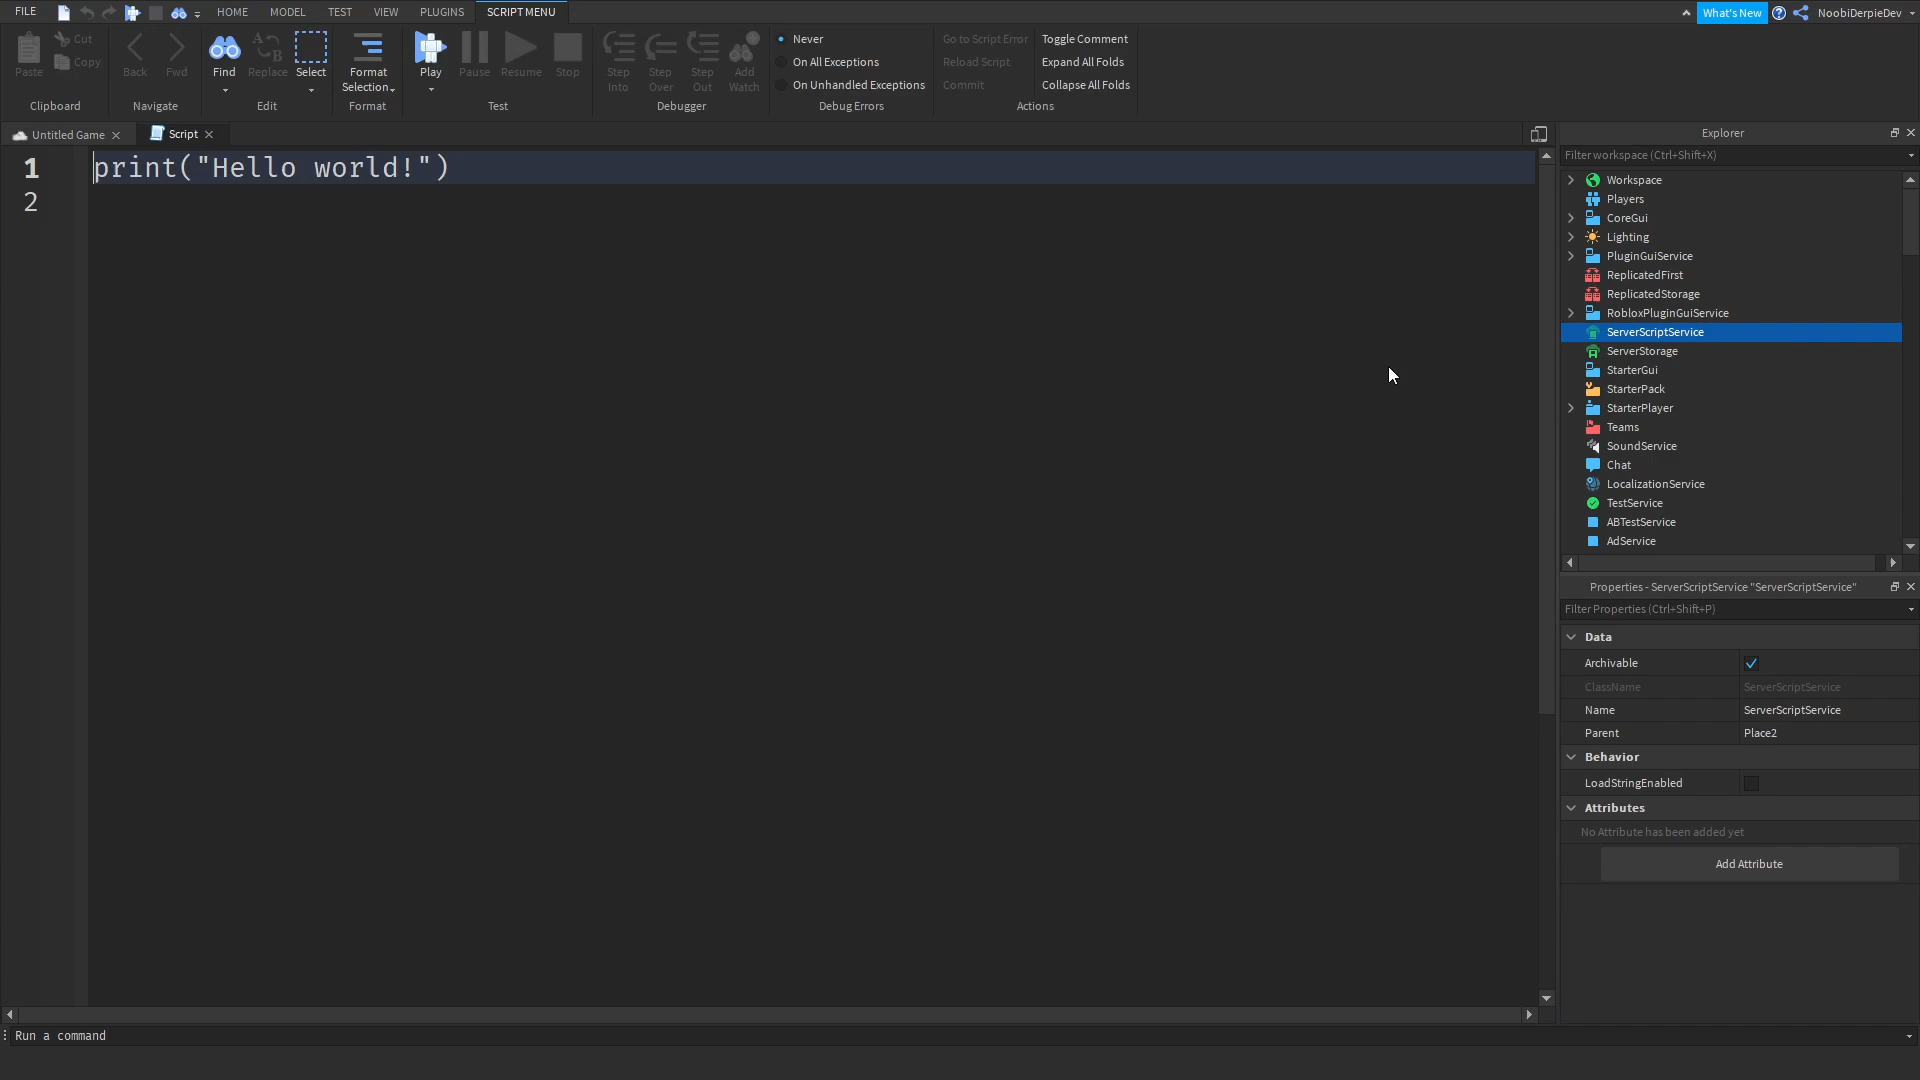 FILE HOME MODEL TEST VIEW PLUGINS SCRIPT MENU What's New NoobiDerpieDev
Paste Cut Copy Back Fwd Find Replace Select Format Selection Play Pause Resume Stop Step Into Step Over Step Out Add Watch
Never Go to Script Error Toggle Comment
On All Exceptions Reload Script Expand All Folds
On Unhandled Exceptions Commit Collapse All Folds
Clipboard Navigate Edit Format Test Debugger Debug Errors Actions
Untitled Game Script
1 print("Hello world!")
2
Explorer
Filter workspace (Ctrl+Shift+X)
Workspace
Players
CoreGui
Lighting
PluginGuiService
ReplicatedFirst
ReplicatedStorage
RobloxPluginGuiService
ServerScriptService
ServerStorage
StarterGui
StarterPack
StarterPlayer
Teams
SoundService
Chat
LocalizationService
TestService
ABTestService
AdService
Properties - ServerScriptService "ServerScriptService"
Filter Properties (Ctrl+Shift+P)
Data
Archivable
ClassName ServerScriptService
Name ServerScriptService
Parent Place2
Behavior
LoadStringEnabled
Attributes
No Attribute has been added yet
Add Attribute
Run a command